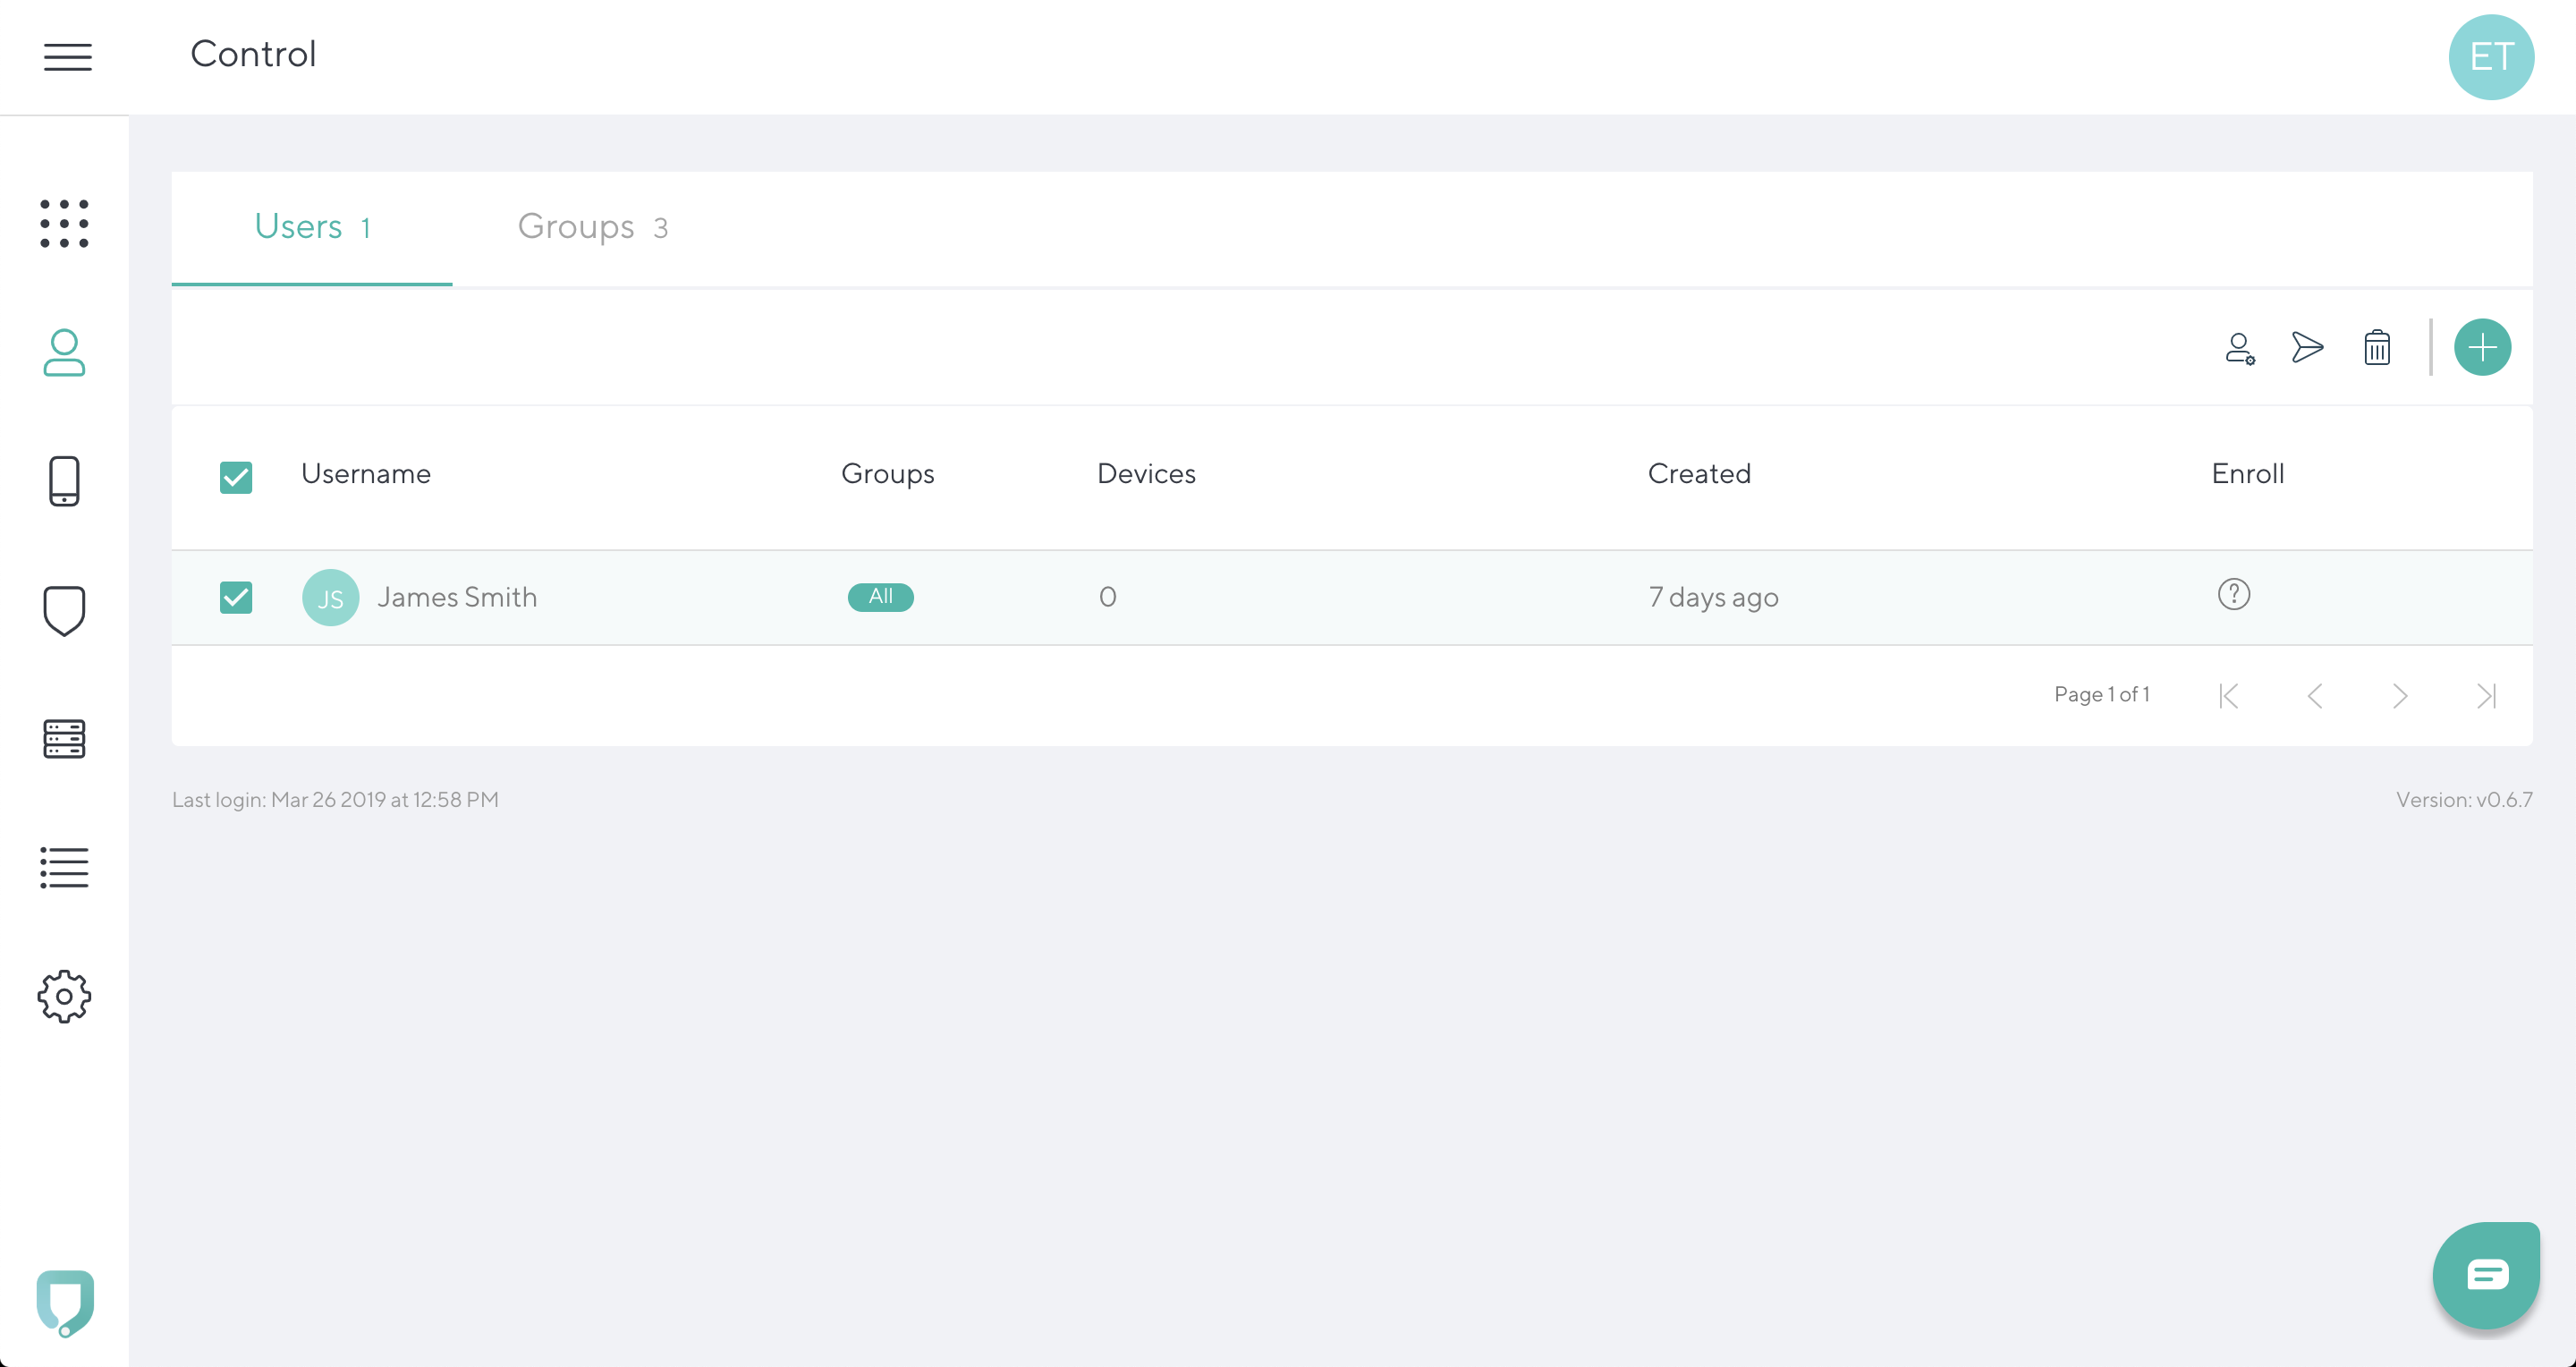 Control
ET
Users 1 Groups 3
Username Groups Devices Created Enroll
JS James Smith All 0 7 days ago ?
Page 1 of 1
Last login: Mar 26 2019 at 12:58 PM Version: v0.6.7